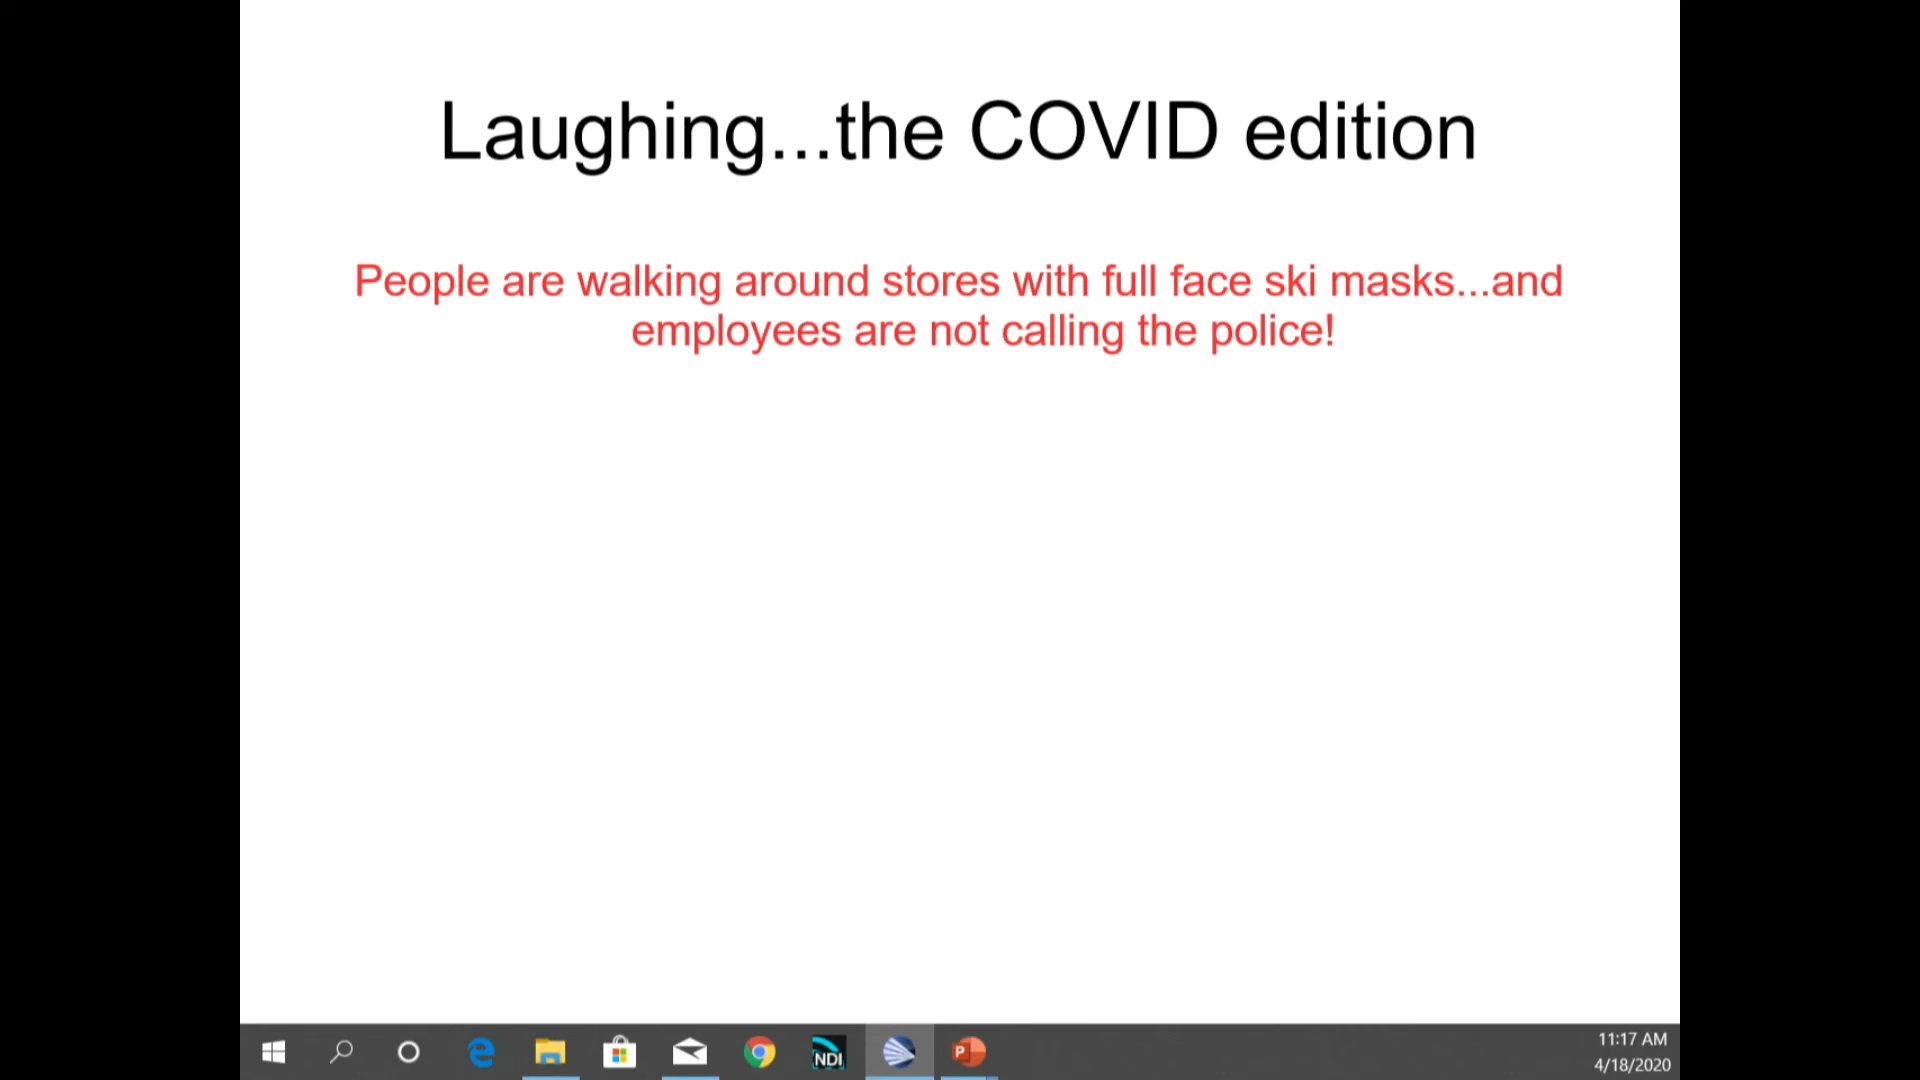 Laughing...the COVID edition
People are walking around stores with full face ski masks...and
employees are not calling the police!
NDI
P
11:17 AM
4/18/2020